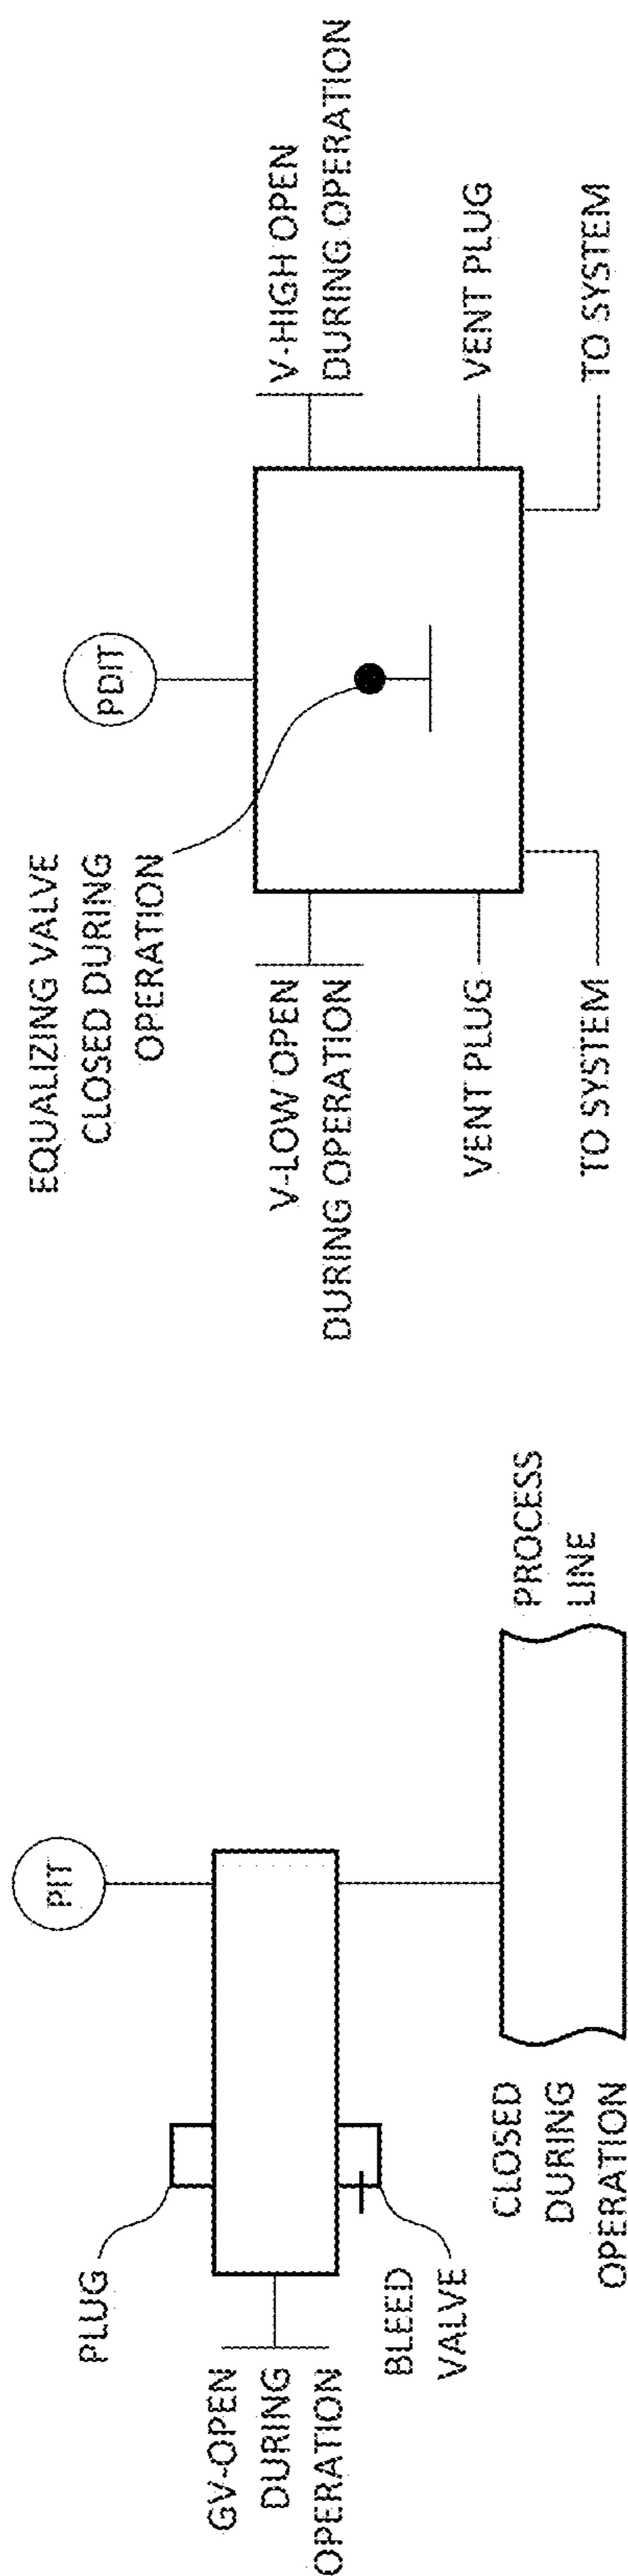 PIT
PLUG
GV-OPEN
DURING
OPERATION
BLEED
VALVE
CLOSED
DURING
OPERATION
PROCESS
LINE
EQUALIZING VALVE
CLOSED DURING
OPERATION
PDIT
V-LOW OPEN
DURING OPERATION
VENT PLUG
TO SYSTEM
V-HIGH OPEN
DURING OPERATION
VENT PLUG
TO SYSTEM